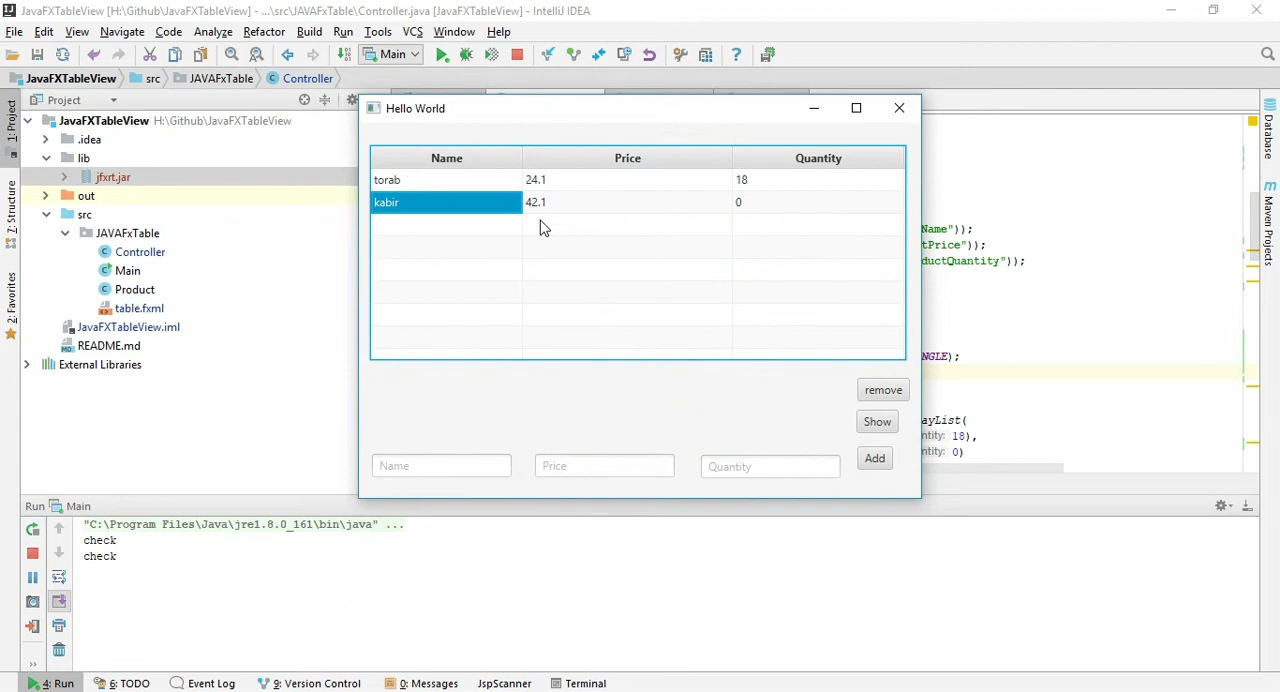 JavaFXTableView [H:\Github\JavaFXTableView] - ...\src\JAVAFxTable\Controller.java [JavaFXTableView] - IntelliJ IDEA
File Edit View Navigate Code Analyze Refactor Build Run Tools VCS Window Help
Main
JavaFXTableView src JAVAFxTable Controller
1: Project
Z: Structure
2: Favorites
Project
JavaFXTableView H:\Github\JavaFXTableView
.idea
lib
jfxrt.jar
out
src
JAVAFxTable
Controller
Main
Product
table.fxml
JavaFXTableView.iml
README.md
External Libraries
Hello World
Name Price Quantity
torab 24.1 18
kabir 42.1 0
remove
Show
Name Price Quantity Add
Name"));
tPrice"));
ductQuantity"));
NGLE);
ayList(
ntity: 18),
ntity: 0)
Database
Maven Projects
Run Main
"C:\Program Files\Java\jre1.8.0_161\bin\java" ...
check
check
4: Run 6: TODO Event Log 9: Version Control 0: Messages JspScanner Terminal